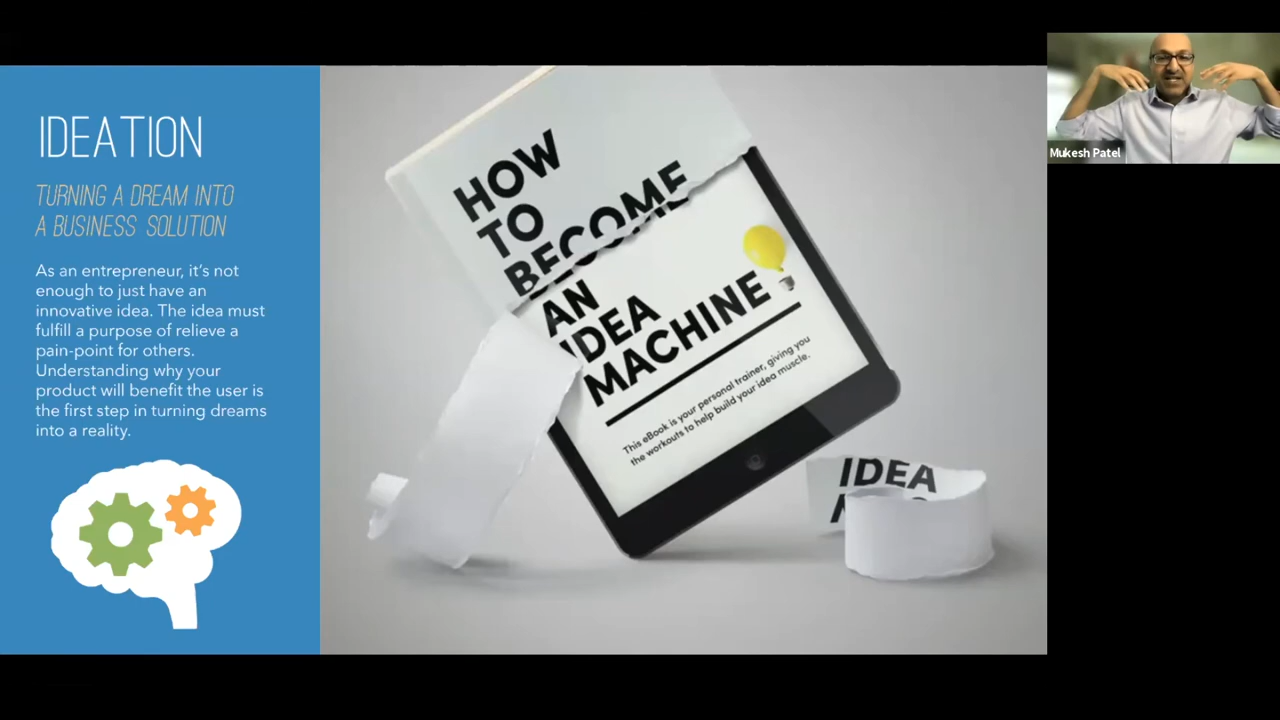 IDEATION
TURNING A DREAM INTO
A BUSINESS SOLUTION
As an entrepreneur, it's not
enough to just have an
innovative idea. The idea must
fulfill a purpose of relieve a
pain-point for others.
Understanding why your
product will benefit the user is
the first step in turning dreams
into a reality.
HOW
TO
BECOME
AN
IDEA
MACHINE
This eBook is your personal trainer, giving you
the workouts to help build your idea muscle.
IDEA
Mukesh Patel